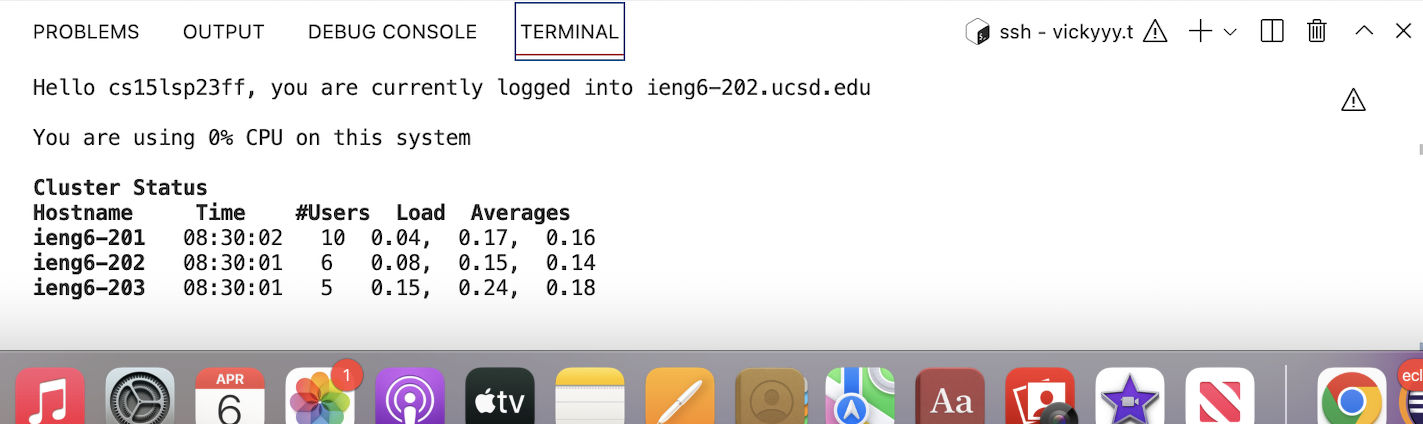 PROBLEMS OUTPUT DEBUG CONSOLE TERMINAL ssh - vickyyy.t
Hello cs15lsp23ff, you are currently logged into ieng6-202.ucsd.edu
You are using 0% CPU on this system
Cluster Status
Hostname Time #Users Load Averages
ieng6-201 08:30:02 10 0.04, 0.17, 0.16
ieng6-202 08:30:01 6 0.08, 0.15, 0.14
ieng6-203 08:30:01 5 0.15, 0.24, 0.18
APR 1 ecl
6 tv Aa